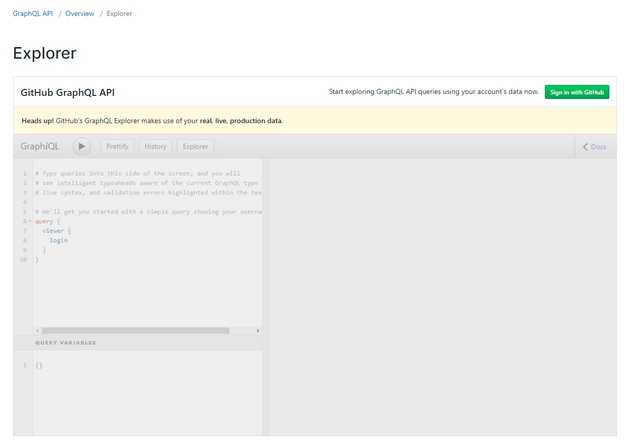 GraphQL API / Overview / Explorer
Explorer
GitHub GraphQL API
Start exploring GraphQL API queries using your account's data now.
Sign in with GitHub
Heads up! GitHub's GraphQL Explorer makes use of your real, live, production data.
GraphiQL
Prettify
History
Explorer
Docs
1 # Type queries into this side of the screen, and you will
2 # see intelligent typeaheads aware of the current GraphQL type
3 # live syntax, and validation errors highlighted within the tex
4
5 # We'll get you started with a simple query showing your userna
6 query {
7 viewer {
8 login
9 }
10 }
QUERY VARIABLES
1 {}